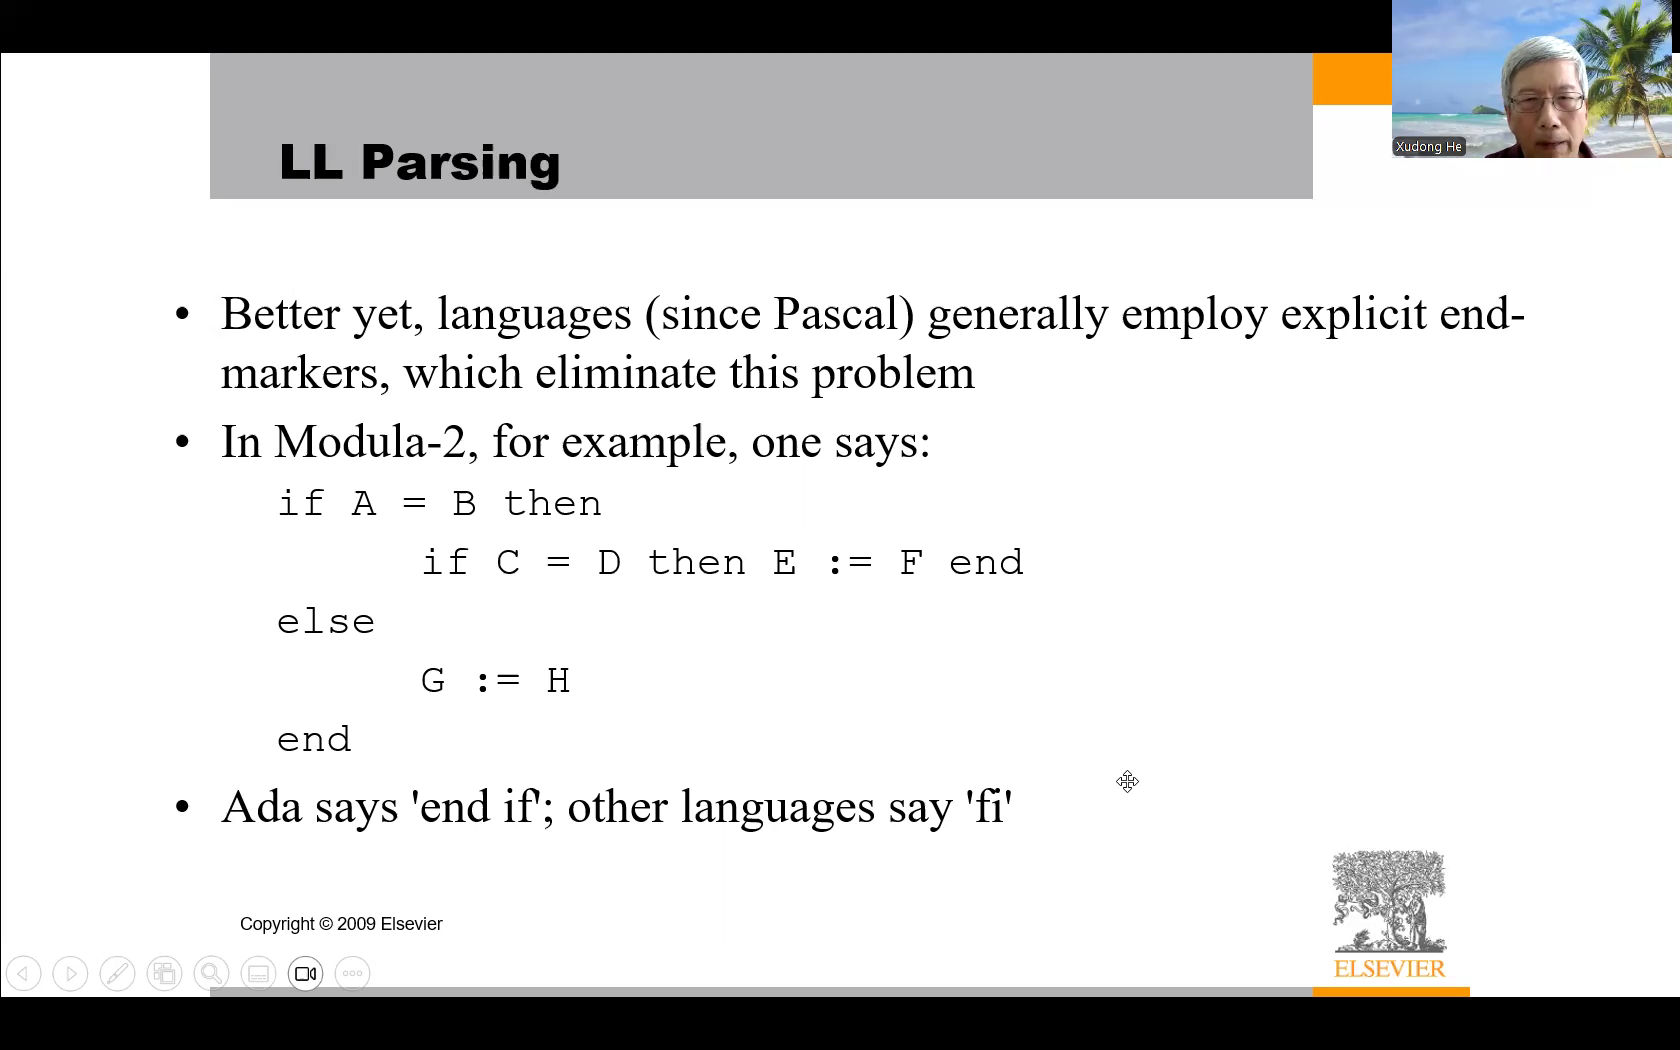 Xudong He
LL Parsing
• Better yet, languages (since Pascal) generally employ explicit end-
markers, which eliminate this problem
• In Modula-2, for example, one says:
if A = B then
if C = D then E := F end
else
G := H
end
• Ada says 'end if'; other languages say 'fi'
Copyright © 2009 Elsevier
ELSEVIER